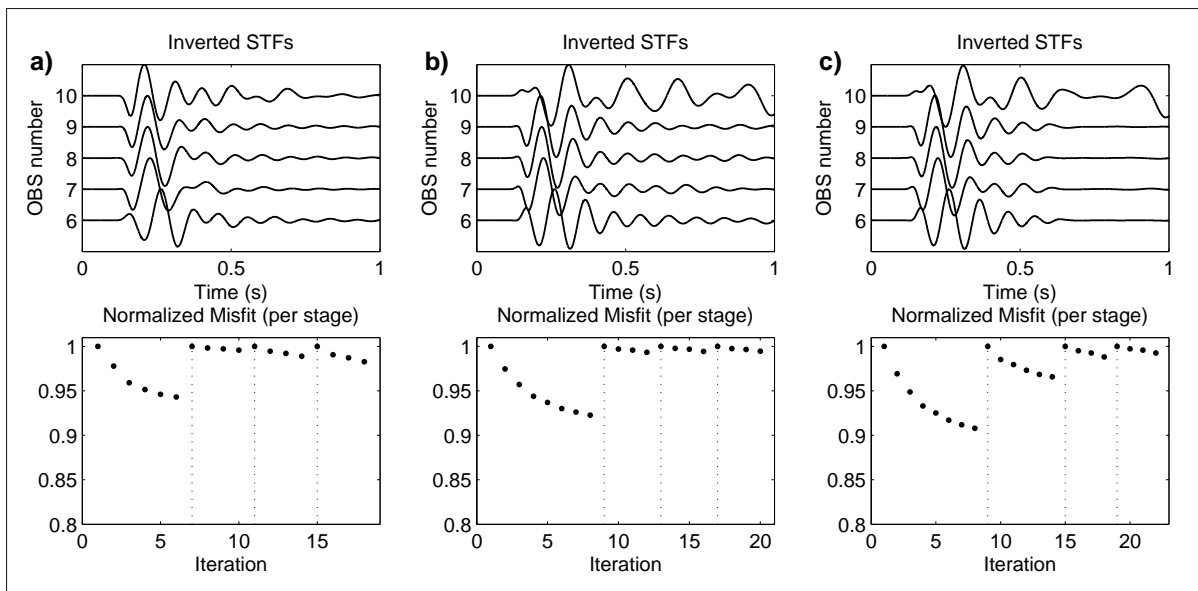 a)
Inverted STFs
OBS number
10
9
8
7
6
0
0.5
1
Time (s)
Normalized Misfit (per stage)
1
0.95
0.9
0.85
0.8
0
5
10
15
Iteration
b)
Inverted STFs
OBS number
10
9
8
7
6
0
0.5
1
Time (s)
Normalized Misfit (per stage)
1
0.95
0.9
0.85
0.8
0
5
10
15
20
Iteration
c)
Inverted STFs
OBS number
10
9
8
7
6
0
0.5
1
Time (s)
Normalized Misfit (per stage)
1
0.95
0.9
0.85
0.8
0
5
10
15
20
Iteration